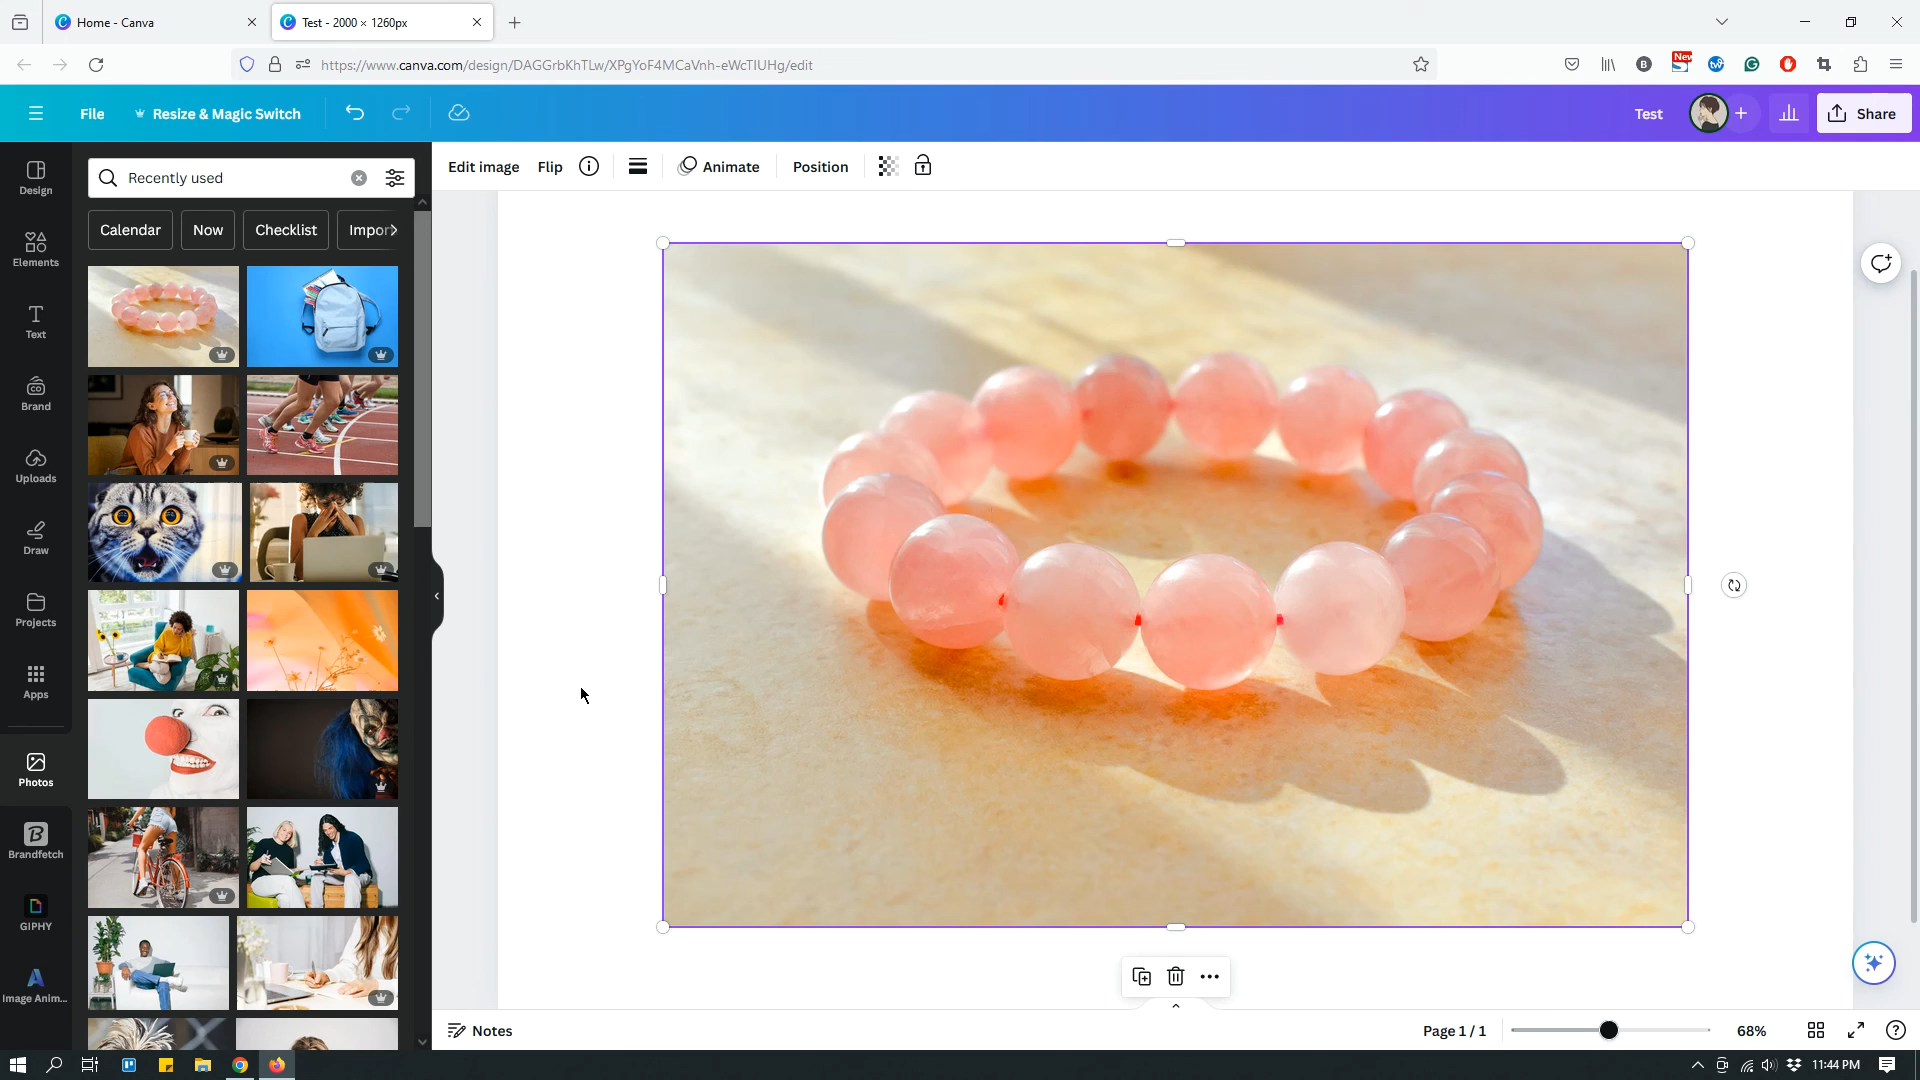 Home - Canva
Test - 2000 × 1260px
https://www.canva.com/design/DAGGrbKhTLw/XPgYoF4MCaVnh-eWcTIUHg/edit
B
New
File
Resize & Magic Switch
Test
Share
Design
Elements
Text
Brand
Uploads
Draw
Projects
Apps
Photos
Brandfetch
GIPHY
Image Anim...
Recently used
Calendar
Now
Checklist
Impor
Edit image
Flip
Animate
Position
Notes
Page 1 / 1
68%
11:44 PM